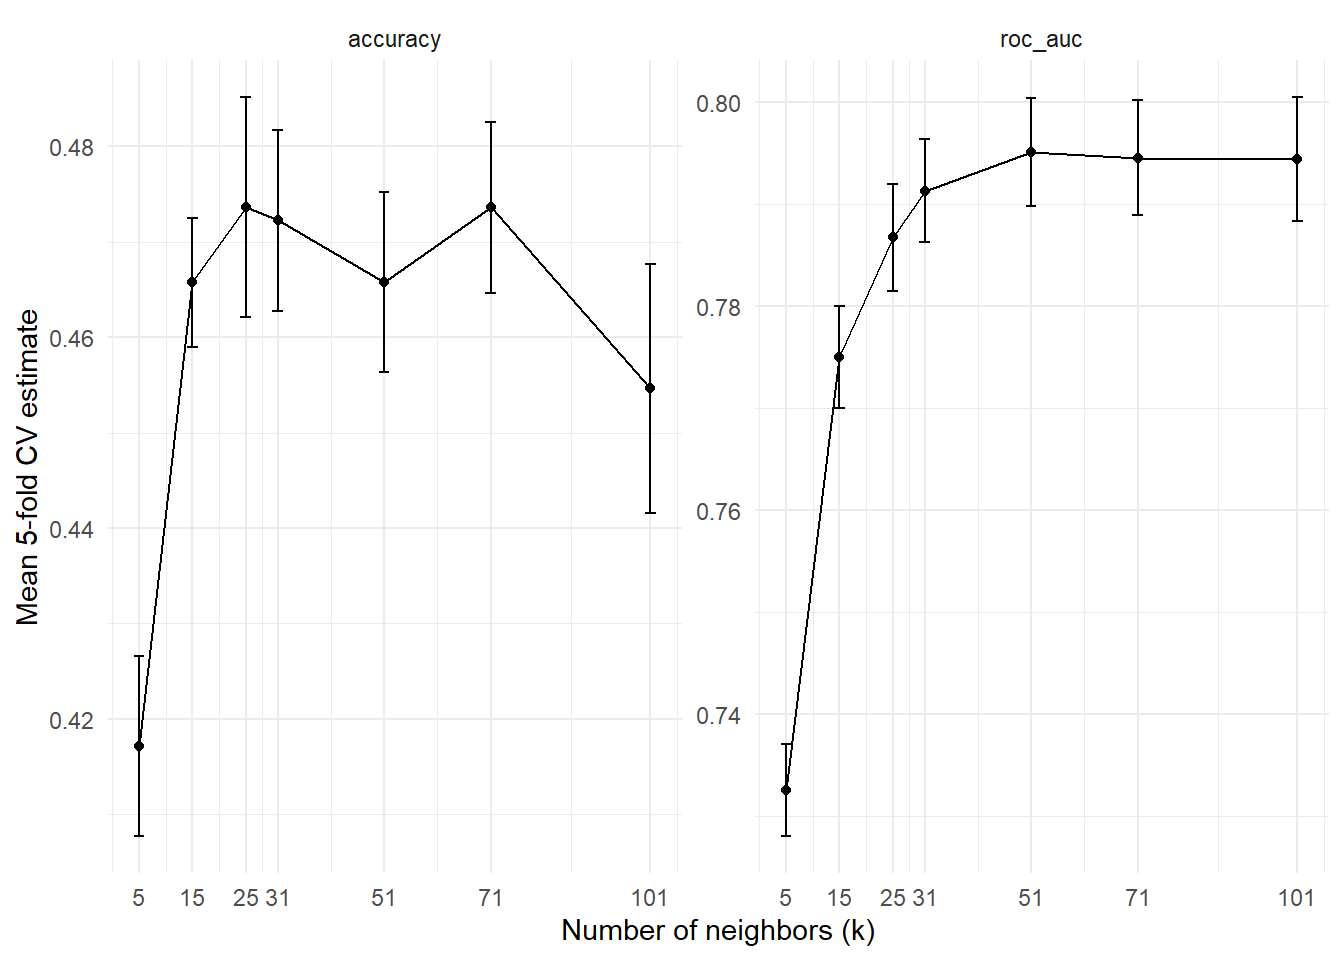 accuracy
roc_auc
Mean 5-fold CV estimate
0.48
0.46
0.44
0.42
0.80
0.78
0.76
0.74
5 15 25 31 51 71 101
5 15 25 31 51 71 101
Number of neighbors (k)